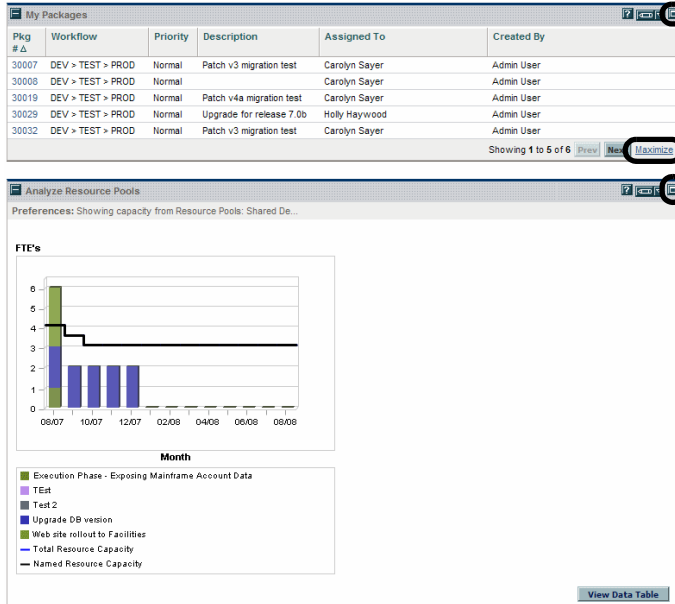 My Packages
?
Pkg # Δ Workflow Priority Description Assigned To Created By
30007 DEV > TEST > PROD Normal Patch v3 migration test Carolyn Sayer Admin User
30008 DEV > TEST > PROD Normal Carolyn Sayer Admin User
30019 DEV > TEST > PROD Normal Patch v4a migration test Carolyn Sayer Admin User
30029 DEV > TEST > PROD Normal Upgrade for release 7.0b Holly Haywood Admin User
30032 DEV > TEST > PROD Normal Patch v3 migration test Carolyn Sayer Admin User
Showing 1 to 5 of 6 Prev Maximize
Analyze Resource Pools
?
Preferences: Showing capacity from Resource Pools: Shared De...
FTE's
6
5
4
3
2
1
0
08/07 10/07 12/07 02/08 04/08 06/08 08/08
Month
Execution Phase - Exposing Mainframe Account Data
TEst
Test 2
Upgrade DB version
Web site rollout to Facilities
Total Resource Capacity
Named Resource Capacity
View Data Table